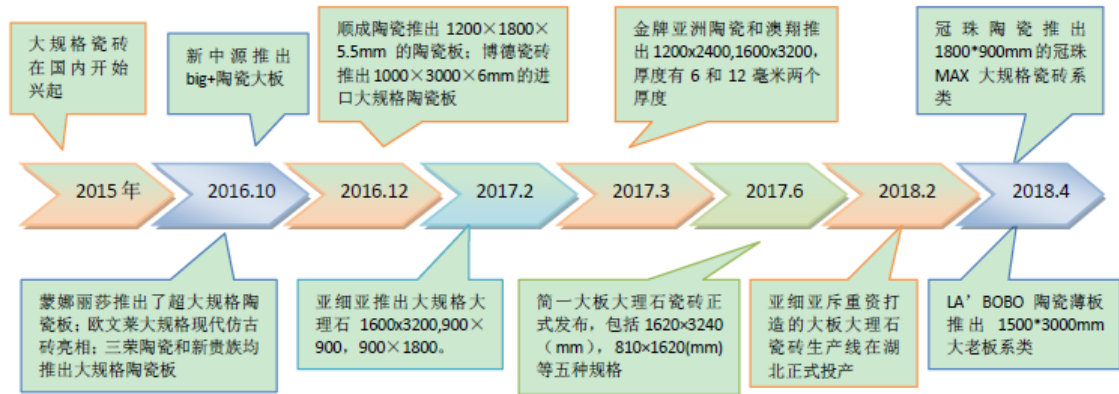 大规格瓷砖
在国内开始
兴起
新中源推出
big+陶瓷大板
顺成陶瓷推出 1200×1800×
5.5mm 的陶瓷板；博德瓷砖
推出 1000×3000×6mm 的进
口大规格陶瓷板
金牌亚洲陶瓷和澳翔推
出 1200x2400,1600x3200，
厚度有 6 和 12 毫米两个
厚度
冠珠陶瓷推出
1800*900mm 的冠珠
MAX 大规格瓷砖系
类
2015 年
2016.10
2016.12
2017.2
2017.3
2017.6
2018.2
2018.4
蒙娜丽莎推出了超大规格陶
瓷板；欧文莱大规格现代仿古
砖亮相；三荣陶瓷和新贵族均
推出大规格陶瓷板
亚细亚推出大规格大
理石 1600x3200,900×
900，900×1800。
简一大板大理石瓷砖正
式发布，包括 1620×3240
（mm），810×1620(mm)
等五种规格
亚细亚斥重资打
造的大板大理石
瓷砖生产线在湖
北正式投产
LA’ BOBO 陶瓷薄板
推出 1500*3000mm
大老板系类